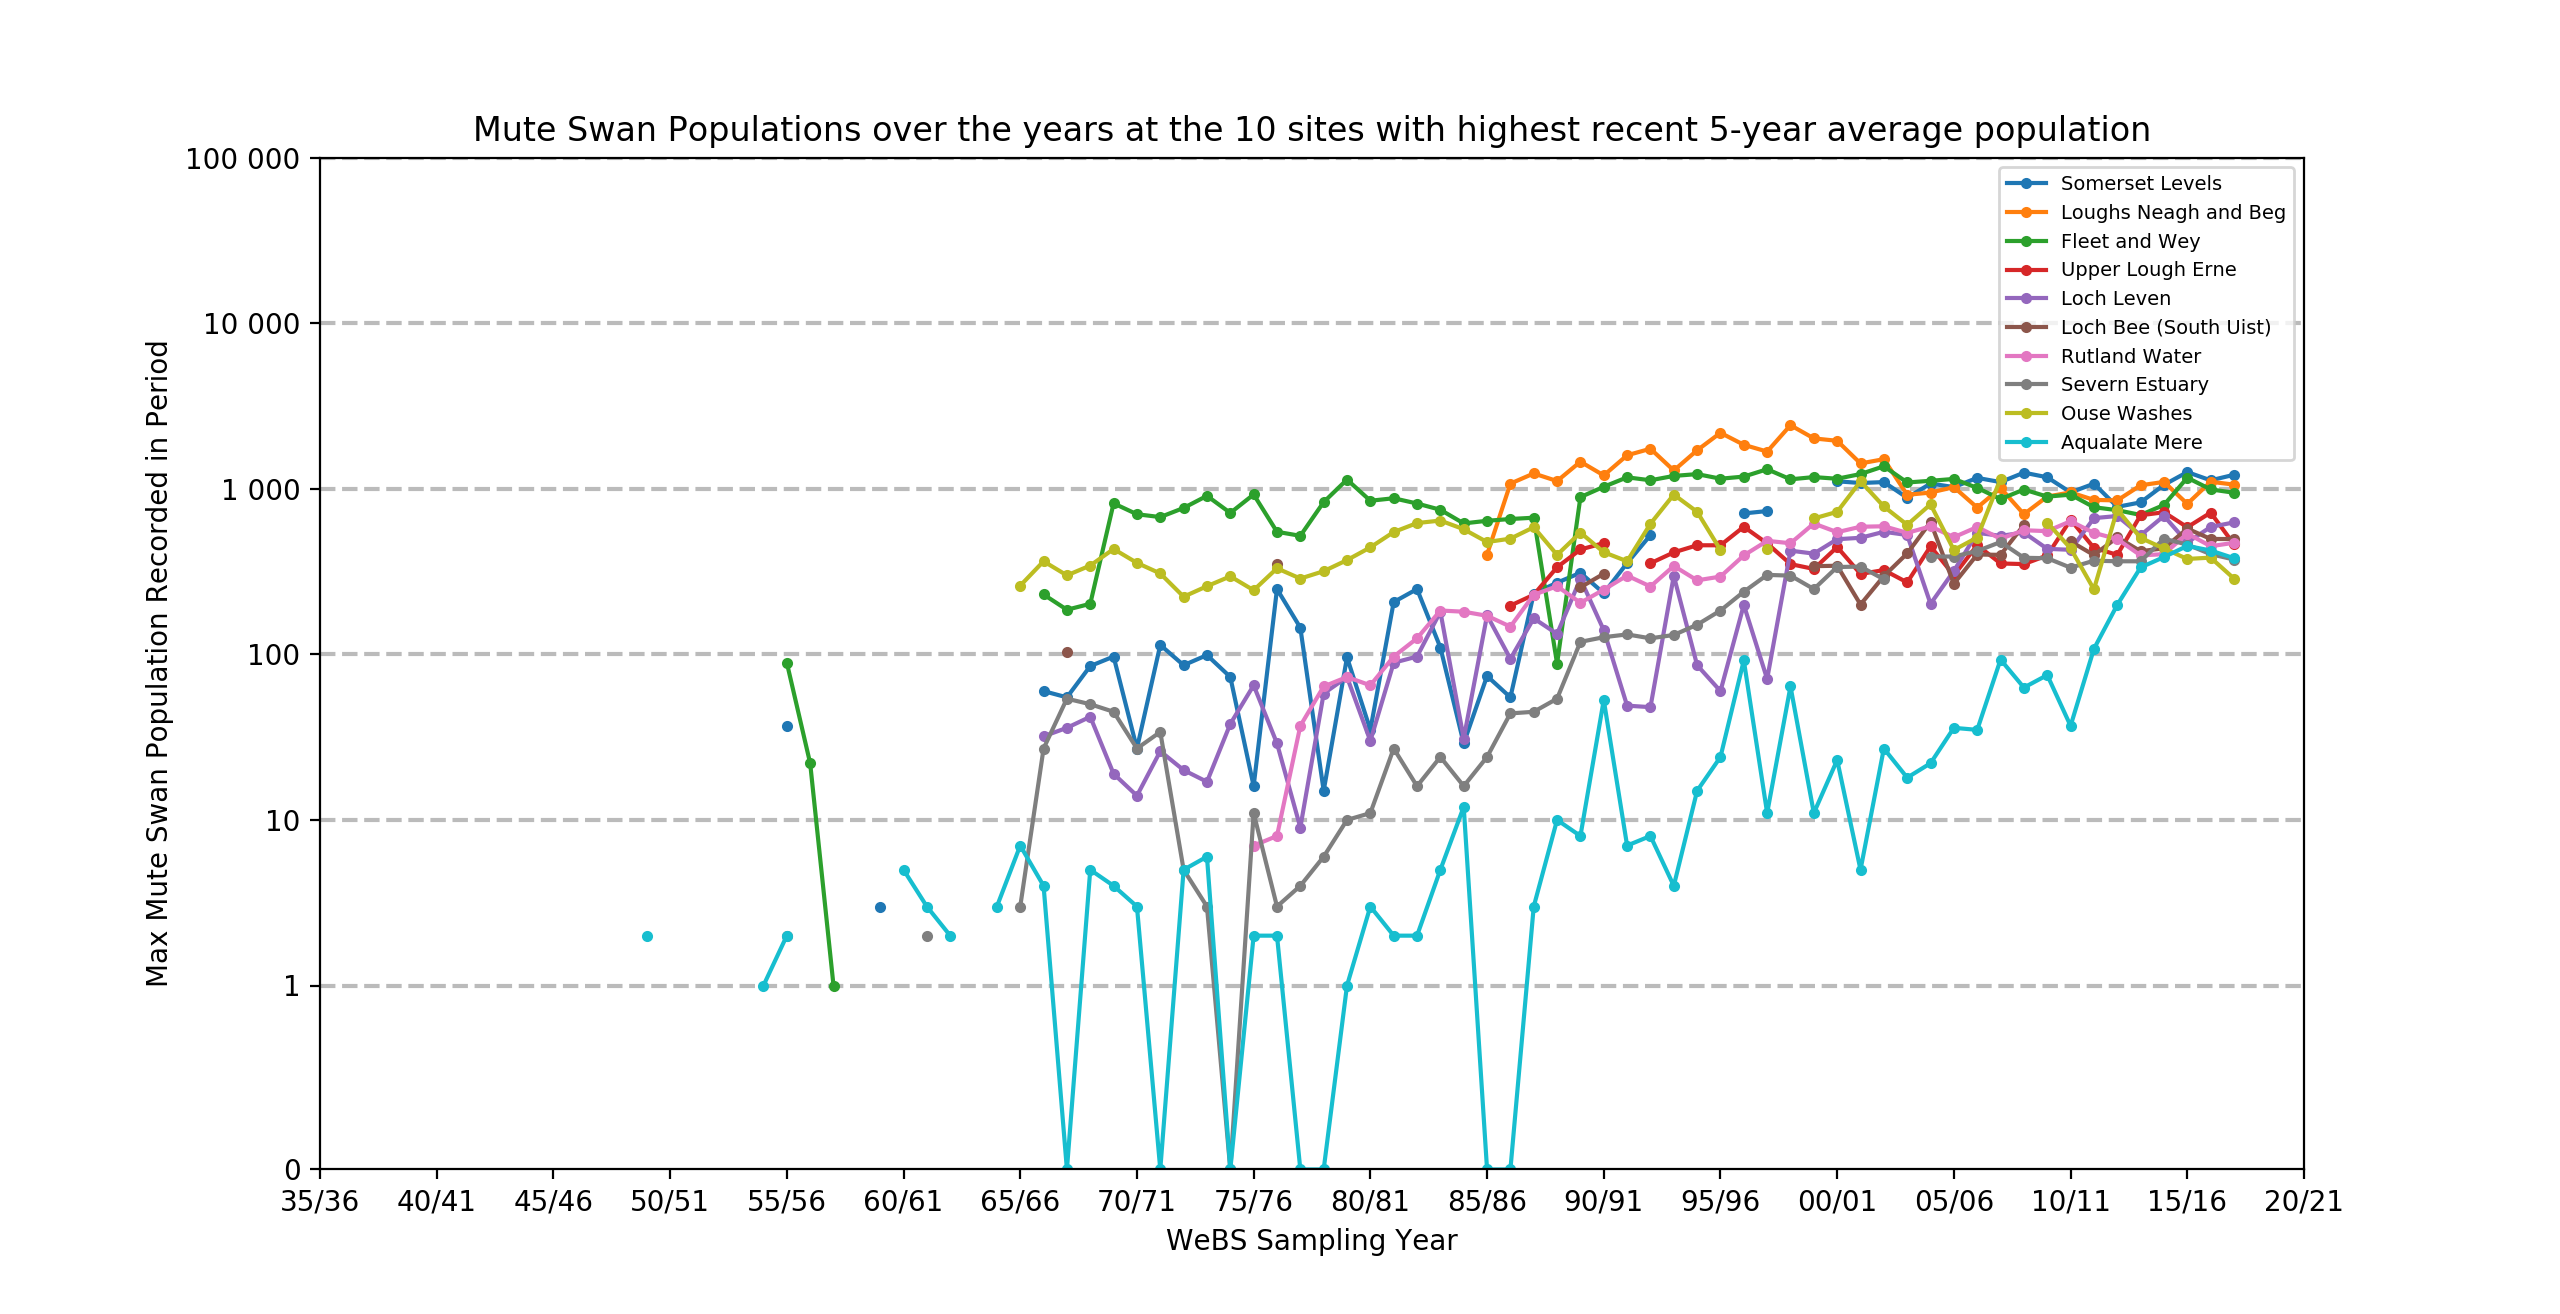 Mute Swan Populations over the years at the 10 sites with highest recent 5-year average population
Max Mute Swan Population Recorded in Period
100 000
10 000
1 000
100
10
1
0
Somerset Levels
Loughs Neagh and Beg
Fleet and Wey
Upper Lough Erne
Loch Leven
Loch Bee (South Uist)
Rutland Water
Severn Estuary
Ouse Washes
Aqualate Mere
35/36 40/41 45/46 50/51 55/56 60/61 65/66 70/71 75/76 80/81 85/86 90/91 95/96 00/01 05/06 10/11 15/16 20/21
WeBS Sampling Year